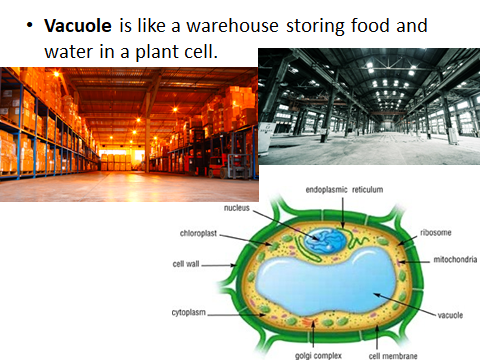 • Vacuole is like a warehouse storing food and
water in a plant cell.
endoplasmic reticulum
nucleus
chloroplast
ribosome
cell wall
mitochondria
cytoplasm
vacuole
golgi complex
cell membrane